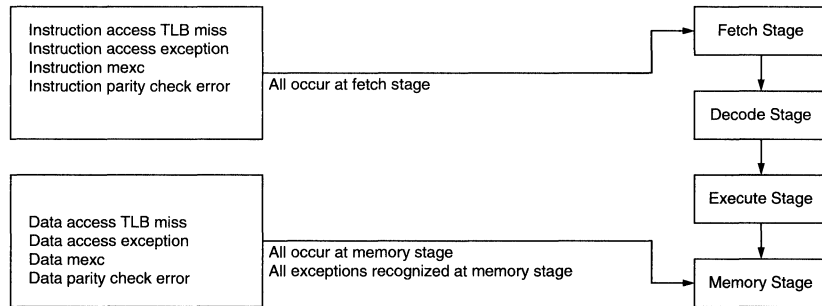 Instruction access TLB miss
Instruction access exception
Instruction mexc
Instruction parity check error
All occur at fetch stage
Fetch Stage
Decode Stage
Execute Stage
Data access TLB miss
Data access exception
Data mexc
Data parity check error
All occur at memory stage
All exceptions recognized at memory stage
Memory Stage